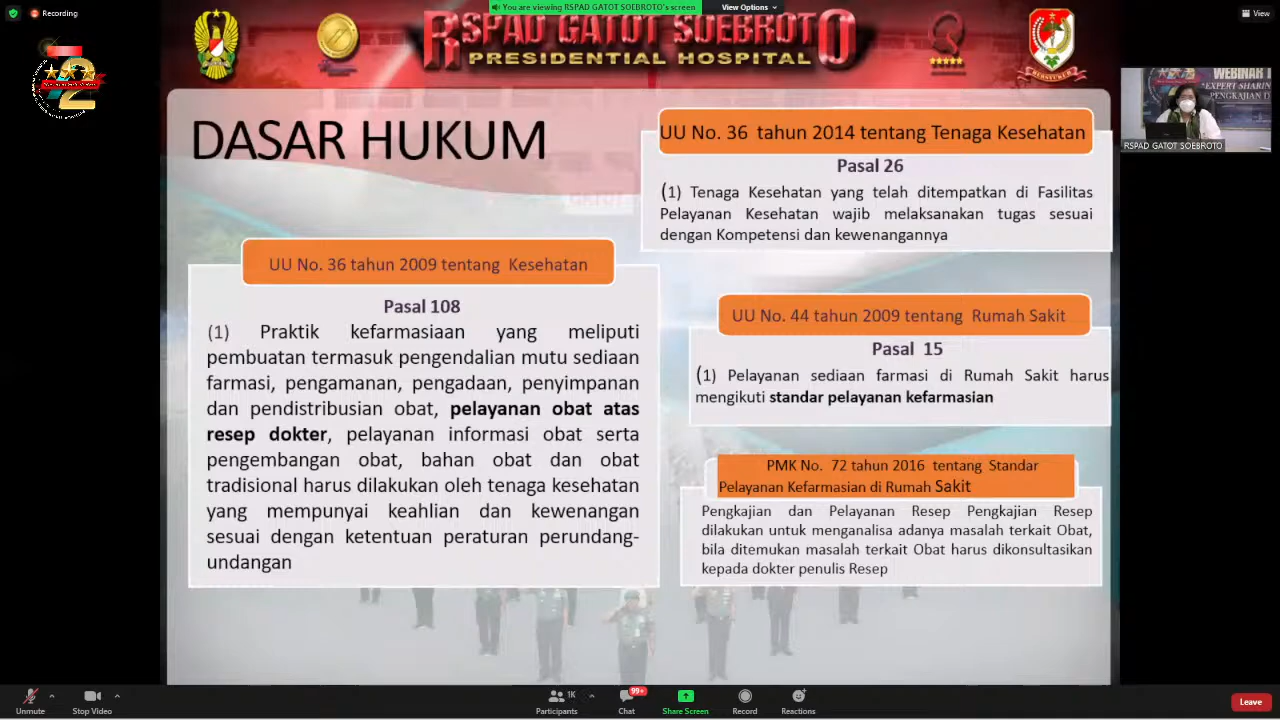 Recording
You are viewing RSPAD GATOT SOEBROTO's screen
View Options
View
RSPAD GATOT SOEBROTO
PRESIDENTIAL HOSPITAL
72
WEBINAR
"EXPERT SHARIN
PENGKAJIAN D
RSPAD GATOT SOEBROTO
DASAR HUKUM
UU No. 36 tahun 2014 tentang Tenaga Kesehatan
Pasal 26
(1) Tenaga Kesehatan yang telah ditempatkan di Fasilitas
Pelayanan Kesehatan wajib melaksanakan tugas sesuai
dengan Kompetensi dan kewenangannya
UU No. 36 tahun 2009 tentang Kesehatan
Pasal 108
(1) Praktik kefarmasiaan yang meliputi
pembuatan termasuk pengendalian mutu sediaan
farmasi, pengamanan, pengadaan, penyimpanan
dan pendistribusian obat, pelayanan obat atas
resep dokter, pelayanan informasi obat serta
pengembangan obat, bahan obat dan obat
tradisional harus dilakukan oleh tenaga kesehatan
yang mempunyai keahlian dan kewenangan
sesuai dengan ketentuan peraturan perundang-
undangan
UU No. 44 tahun 2009 tentang Rumah Sakit
Pasal 15
(1) Pelayanan sediaan farmasi di Rumah Sakit harus
mengikuti standar pelayanan kefarmasian
PMK No. 72 tahun 2016 tentang Standar
Pelayanan Kefarmasian di Rumah Sakit
Pengkajian dan Pelayanan Resep Pengkajian Resep
dilakukan untuk menganalisa adanya masalah terkait Obat,
bila ditemukan masalah terkait Obat harus dikonsultasikan
kepada dokter penulis Resep
Unmute
Stop Video
1K
Participants
99+
Chat
Share Screen
Record
Reactions
Leave